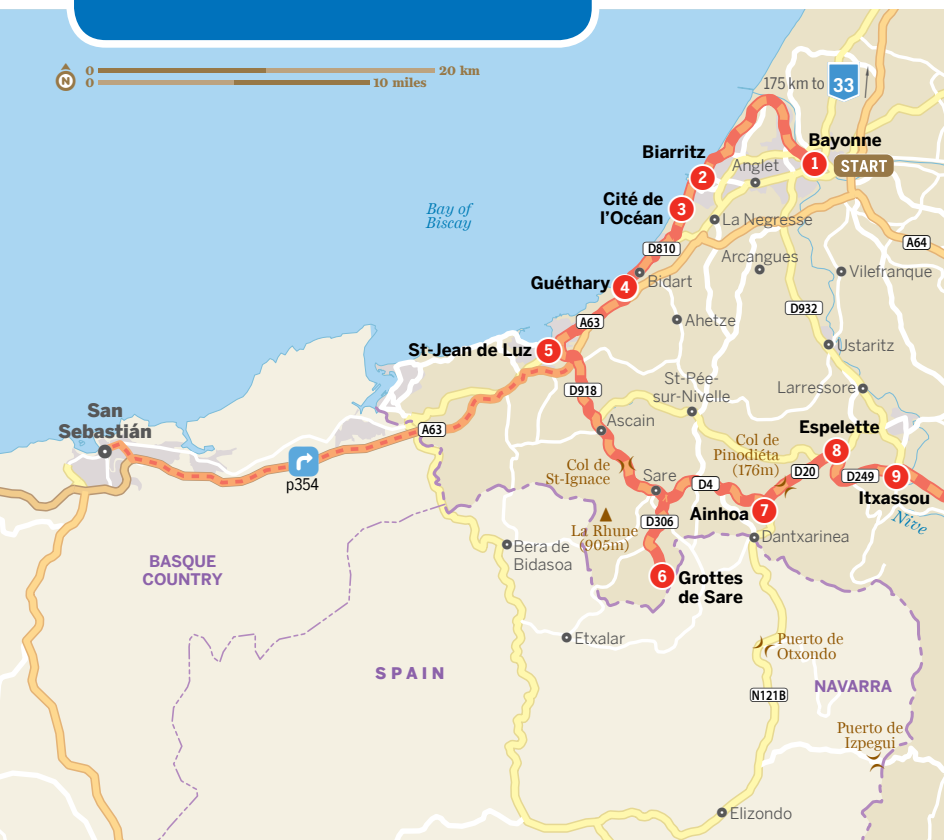 0
20 km
N
0
10 miles
175 km to
33
Bayonne
1
START
Biarritz
2
Anglet
Cité de
l'Océan
3
La Negresse
Bay of
Biscay
D810
A64
Arcangues
Vilefranque
Guéthary
4
Bidart
D932
A63
Ahetze
Ustaritz
St-Jean de Luz
5
D918
St-Pée-
sur-Nivelle
Larressore
San
Sebastián
A63
Ascain
Espelette
8
Col de
Pinodiéta
(176m)
p354
Col de
St-Ignace
Sare
D4
D20
D249
9
Itxassou
Ainhoa
7
Nive
La Rhune
(905m)
D306
Dantxarinea
Bera de
Bidasoa
BASQUE
COUNTRY
6
Grottes
de Sare
Etxalar
Puerto de
Otxondo
SPAIN
NAVARRA
N121B
Puerto de
Izpegui
Elizondo